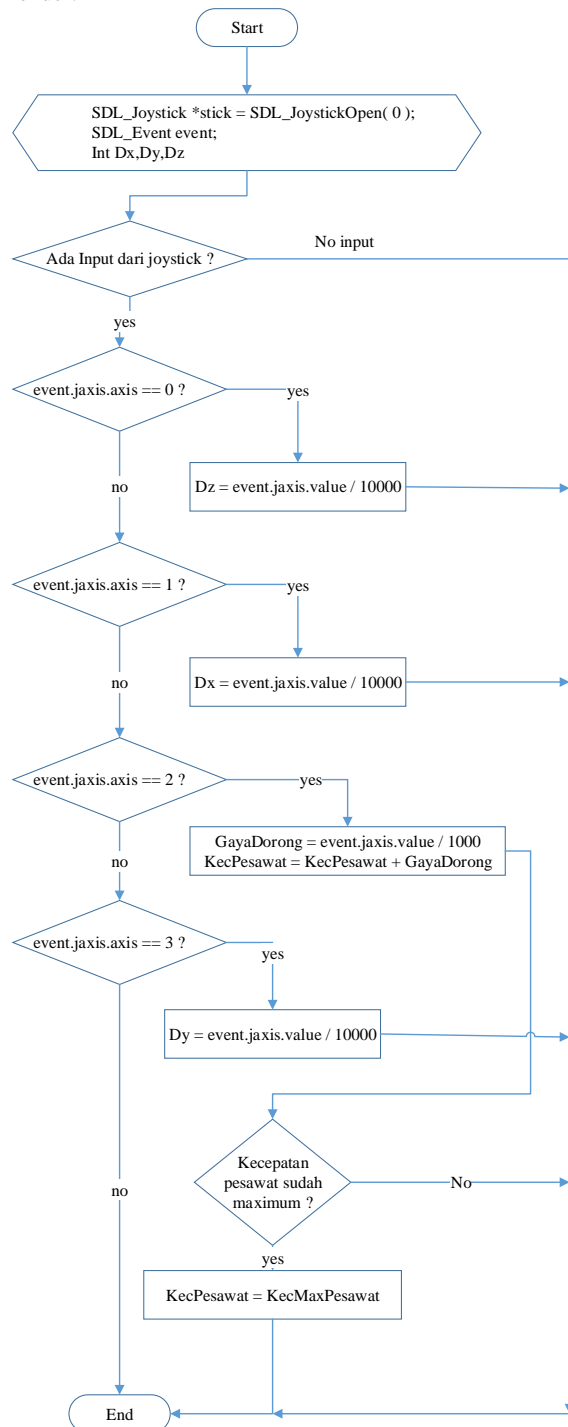 Start
SDL_Joystick *stick = SDL_JoystickOpen( 0 );
SDL_Event event;
Int Dx,Dy,Dz
Ada Input dari joystick ?
No input
yes
event.jaxis.axis == 0 ?
yes
no
Dz = event.jaxis.value / 10000
event.jaxis.axis == 1 ?
yes
no
Dx = event.jaxis.value / 10000
event.jaxis.axis == 2 ?
yes
GayaDorong = event.jaxis.value / 1000
KecPesawat = KecPesawat + GayaDorong
no
event.jaxis.axis == 3 ?
yes
Dy = event.jaxis.value / 10000
Kecepatan
pesawat sudah
maximum ?
No
no
yes
KecPesawat = KecMaxPesawat
End